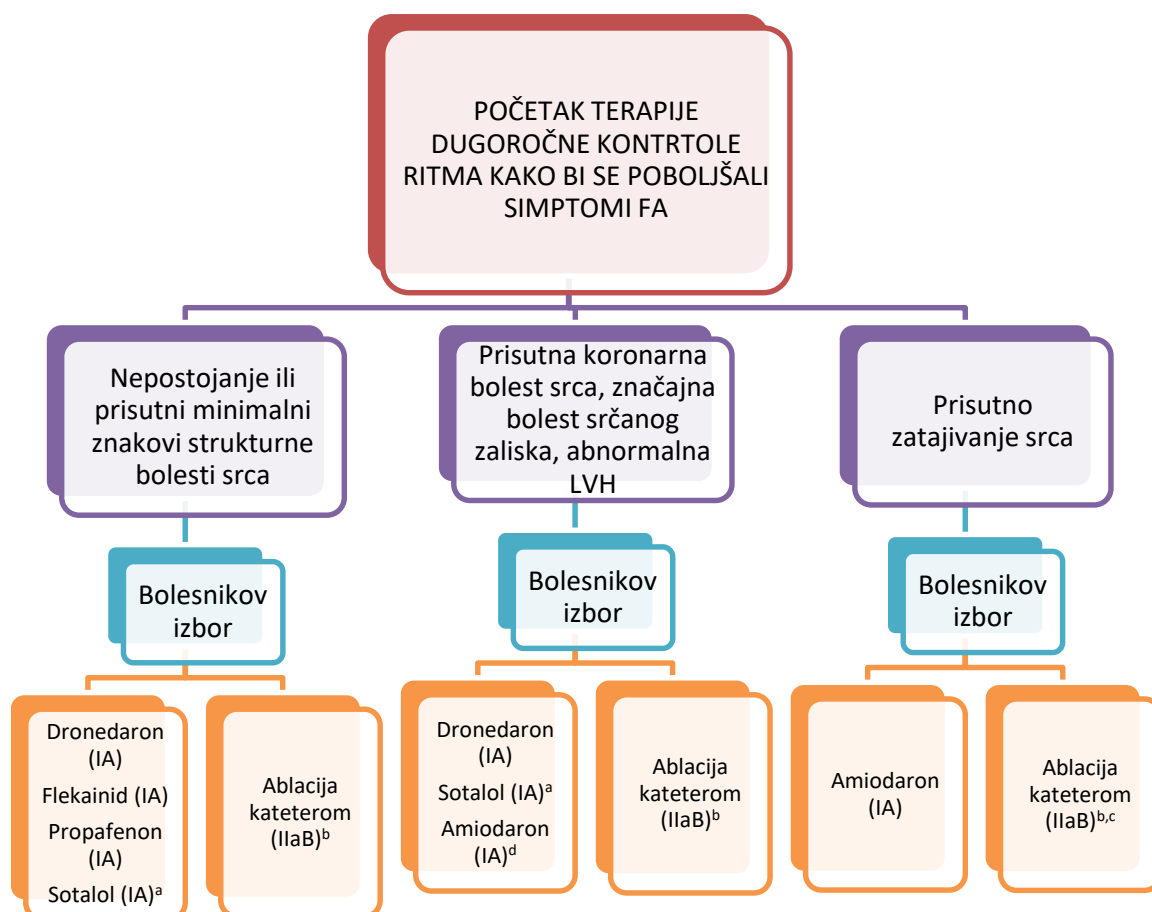 POČETAK TERAPIJE
DUGOROČNE KONTRTOLE
RITMA KAKO BI SE POBOLJŠALI
SIMPTOMI FA
Nepostojanje ili
prisutni minimalni
znakovi strukturne
bolesti srca
Prisutna koronarna
bolest srca, značajna
bolest srčanog
zaliska, abnormalna
LVH
Prisutno
zatajivanje srca
Bolesnikov
izbor
Bolesnikov
izbor
Bolesnikov
izbor
Dronedaron
(IA)
Flekainid (IA)
Propafenon
(IA)
Sotalol (IA)ᵃ
Ablacija
kateterom
(IIaB)ᵇ
Dronedaron
(IA)
Sotalol (IA)ᵃ
Amiodaron
(IA)ᵈ
Ablacija
kateterom
(IIaB)ᵇ
Amiodaron
(IA)
Ablacija
kateterom
(IIaB)ᵇ,ᶜ